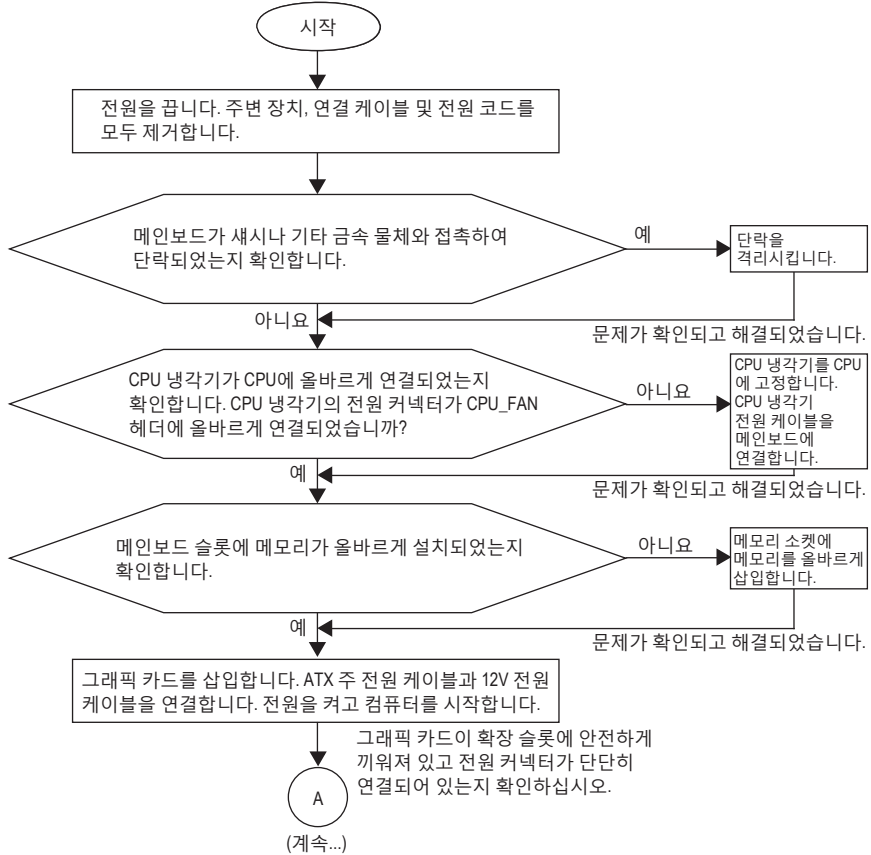 시작
전원을 끕니다. 주변 장치, 연결 케이블 및 전원 코드를
모두 제거합니다.
메인보드가 섀시나 기타 금속 물체와 접촉하여
단락되었는지 확인합니다.
예
단락을
격리시킵니다.
아니요
문제가 확인되고 해결되었습니다.
CPU 냉각기가 CPU에 올바르게 연결되었는지
확인합니다. CPU 냉각기의 전원 커넥터가 CPU_FAN
헤더에 올바르게 연결되었습니까?
아니요
CPU 냉각기를 CPU
에 고정합니다.
CPU 냉각기
전원 케이블을
메인보드에
연결합니다.
예
문제가 확인되고 해결되었습니다.
메인보드 슬롯에 메모리가 올바르게 설치되었는지
확인합니다.
아니요
메모리 소켓에
메모리를 올바르게
삽입합니다.
예
문제가 확인되고 해결되었습니다.
그래픽 카드를 삽입합니다. ATX 주 전원 케이블과 12V 전원
케이블을 연결합니다. 전원을 켜고 컴퓨터를 시작합니다.
그래픽 카드이 확장 슬롯에 안전하게
끼워져 있고 전원 커넥터가 단단히
연결되어 있는지 확인하십시오.
A
(계속...)